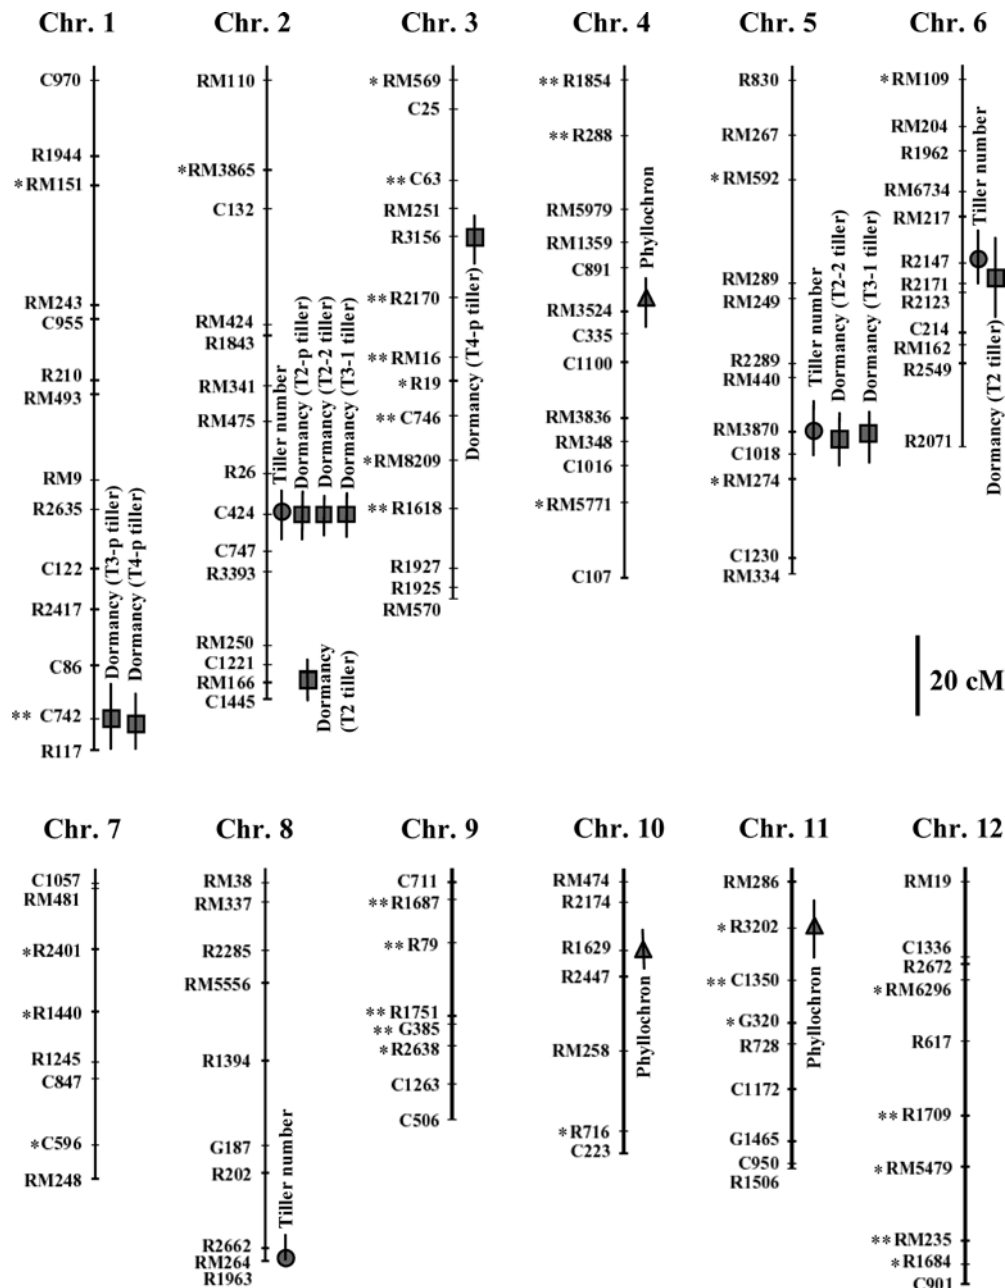 Chr. 1
C970
R1944
*RM151
RM243
C955
R210
RM493
RM9
R2635
C122
R2417
C86
** C742
R117
Dormancy (T3-p tiller)
Dormancy (T4-p tiller)
Chr. 2
RM110
*RM3865
C132
RM424
R1843
RM341
RM475
R26
C424
C747
R3393
RM250
C1221
RM166
C1445
Tiller number
Dormancy (T2-p tiller)
Dormancy (T2-2 tiller)
Dormancy (T3-1 tiller)
Dormancy
(T2 tiller)
Chr. 3
* RM569
C25
** C63
RM251
R3156
** R2170
** RM16
* R19
** C746
*RM8209
** R1618
R1927
R1925
RM570
Dormancy (T4-p tiller)
Chr. 4
** R1854
** R288
RM5979
RM1359
C891
RM3524
C335
C1100
RM3836
RM348
C1016
* RM5771
C107
Phyllochron
Chr. 5
R830
RM267
* RM592
RM289
RM249
R2289
RM440
RM3870
C1018
* RM274
C1230
RM334
Tiller number
Dormancy (T2-2 tiller)
Dormancy (T3-1 tiller)
Chr. 6
* RM109
RM204
R1962
RM6734
RM217
R2147
R2171
R2123
C214
RM162
R2549
R2071
Tiller number
Dormancy (T2 tiller)
20 cM
Chr. 7
C1057
RM481
*R2401
*R1440
R1245
C847
*C596
RM248
Chr. 8
RM38
RM337
R2285
RM5556
R1394
G187
R202
R2662
RM264
R1963
Tiller number
Chr. 9
C711
** R1687
** R79
** R1751
** G385
* R2638
C1263
C506
Chr. 10
RM474
R2174
R1629
R2447
RM258
* R716
C223
Phyllochron
Chr. 11
RM286
* R3202
** C1350
* G320
R728
C1172
G1465
C950
R1506
Phyllochron
Chr. 12
RM19
C1336
R2672
* RM6296
R617
** R1709
* RM5479
** RM235
* R1684
C901